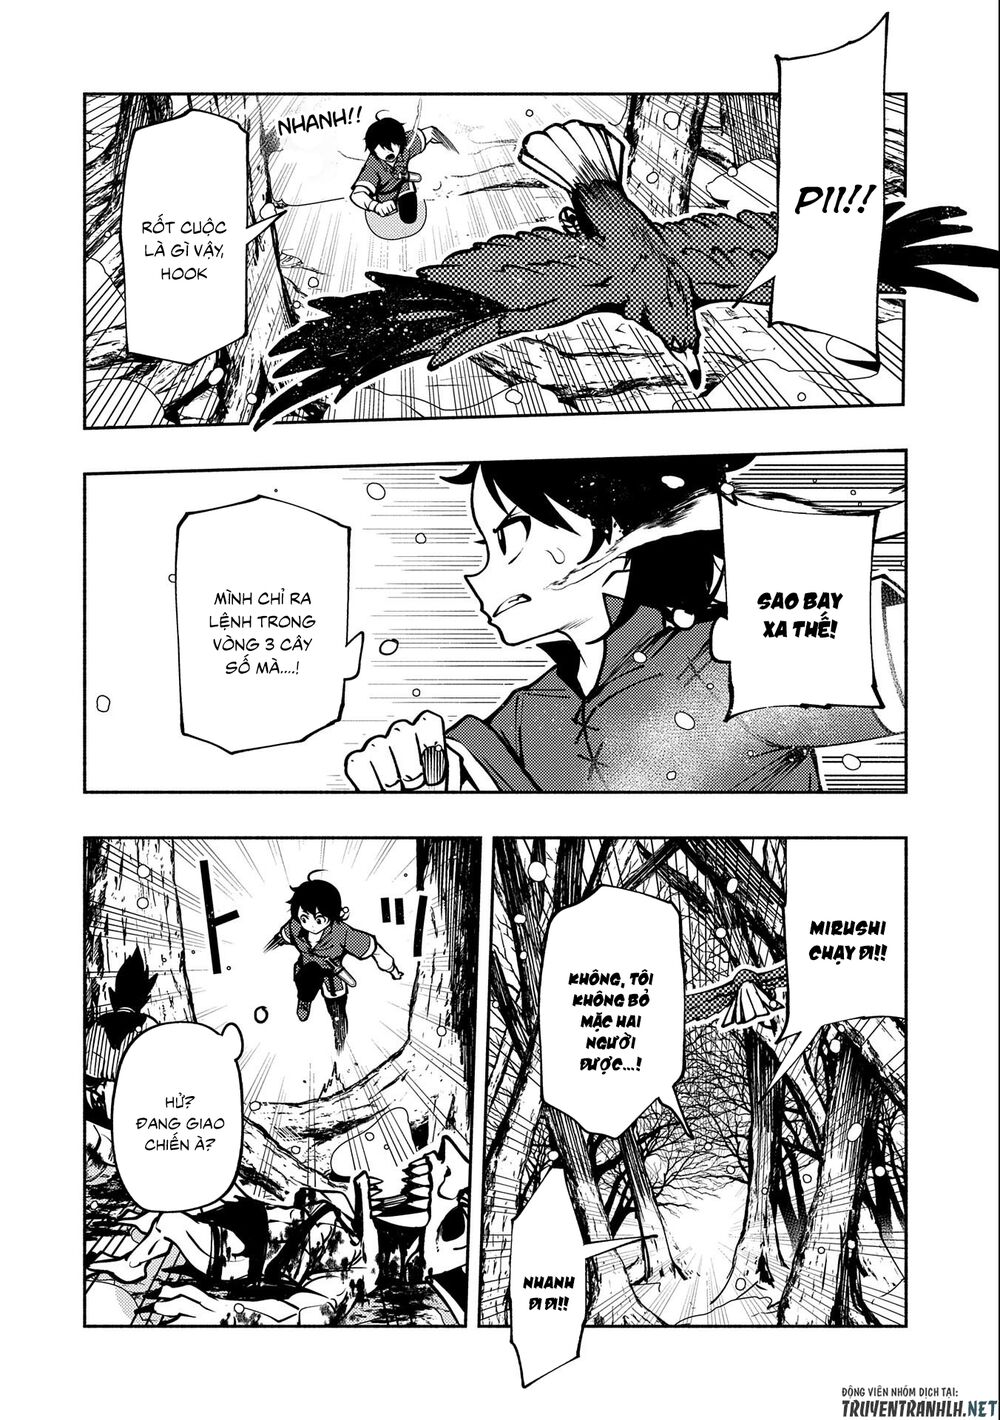 PII!!
NHANH!!
RỐT CUỘC
LÀ GÌ VẬY,
HOOK
SAO BAY
XA THẾ!
MÌNH CHỈ RA
LỆNH TRONG
VÒNG 3 CÂY
SỐ MÀ....!
MIRUSHI
CHẠY ĐI!!
KHÔNG, TÔI
KHÔNG BỎ
MẶC HAI
NGƯỜI
ĐƯỢC...!
NHANH
ĐI ĐI!!
ドッ
HỬ?
ĐANG GIAO
CHIẾN À?
ĐỘNG VIÊN NHÓM DỊCH TẠI:
TRUYENTRANHLH.NET